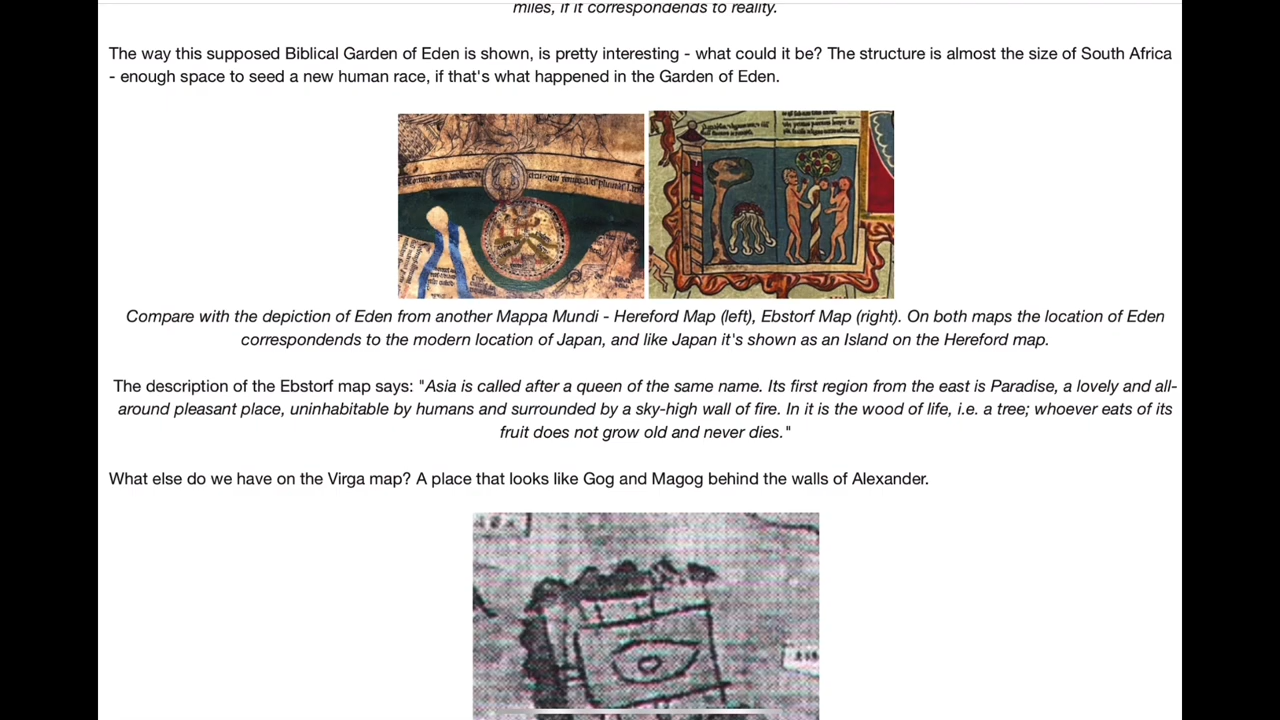 miles, if it correspondends to reality.
The way this supposed Biblical Garden of Eden is shown, is pretty interesting - what could it be? The structure is almost the size of South Africa
- enough space to seed a new human race, if that's what happened in the Garden of Eden.
Compare with the depiction of Eden from another Mappa Mundi - Hereford Map (left), Ebstorf Map (right). On both maps the location of Eden
correspondends to the modern location of Japan, and like Japan it's shown as an Island on the Hereford map.
The description of the Ebstorf map says: "Asia is called after a queen of the same name. Its first region from the east is Paradise, a lovely and all-
around pleasant place, uninhabitable by humans and surrounded by a sky-high wall of fire. In it is the wood of life, i.e. a tree; whoever eats of its
fruit does not grow old and never dies."
What else do we have on the Virga map? A place that looks like Gog and Magog behind the walls of Alexander.